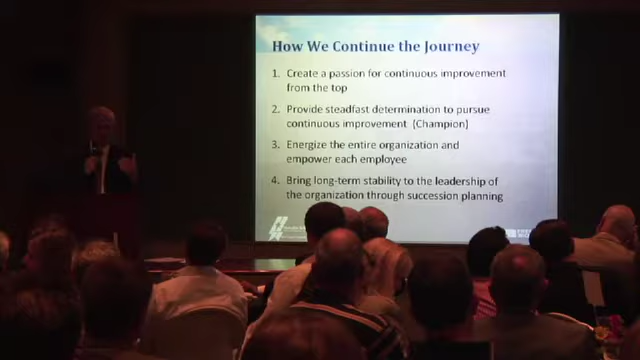 How We Continue the Journey
1. Create a passion for continuous improvement
from the top
2. Provide steadfast determination to pursue
continuous improvement (Champion)
3. Energize the entire organization and
empower each employee
4. Bring long-term stability to the leadership of
the organization through succession planning